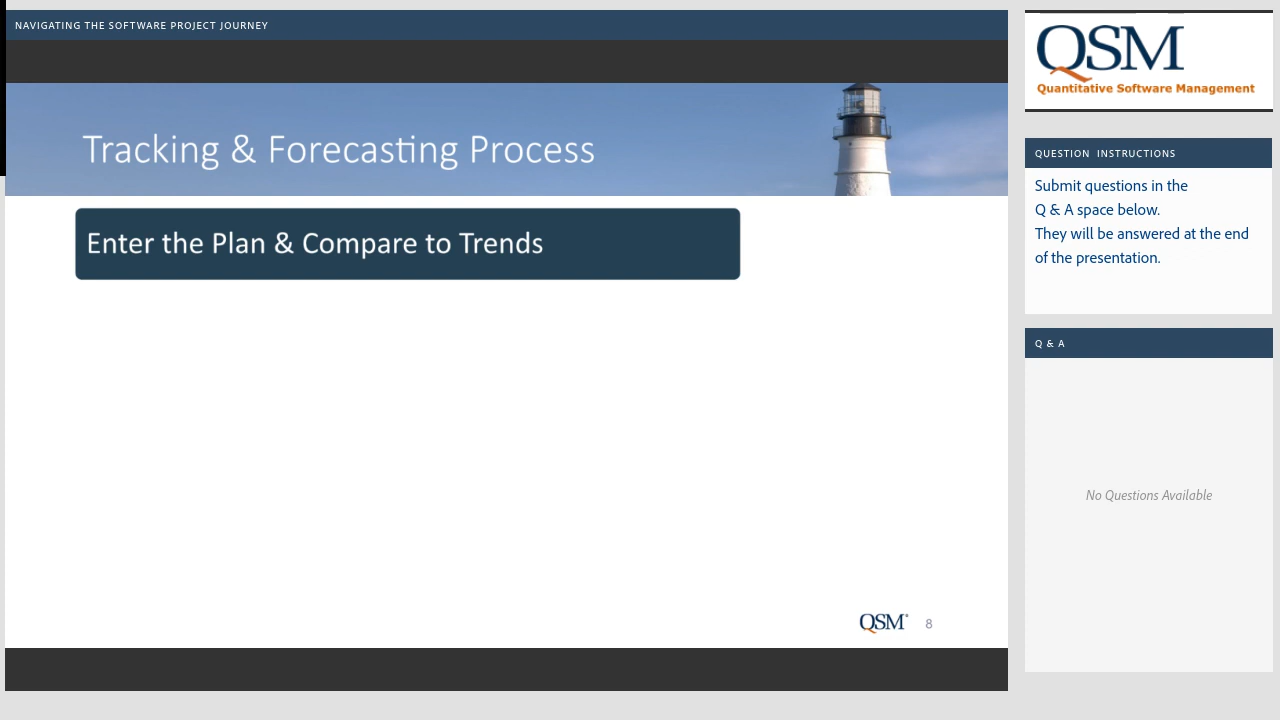 NAVIGATING THE SOFTWARE PROJECT JOURNEY
Tracking & Forecasting Process
Enter the Plan & Compare to Trends
QSM
8
QSM
Quantitative Software Management
QUESTION INSTRUCTIONS
Submit questions in the
Q & A space below.
They will be answered at the end
of the presentation.
Q & A
No Questions Available